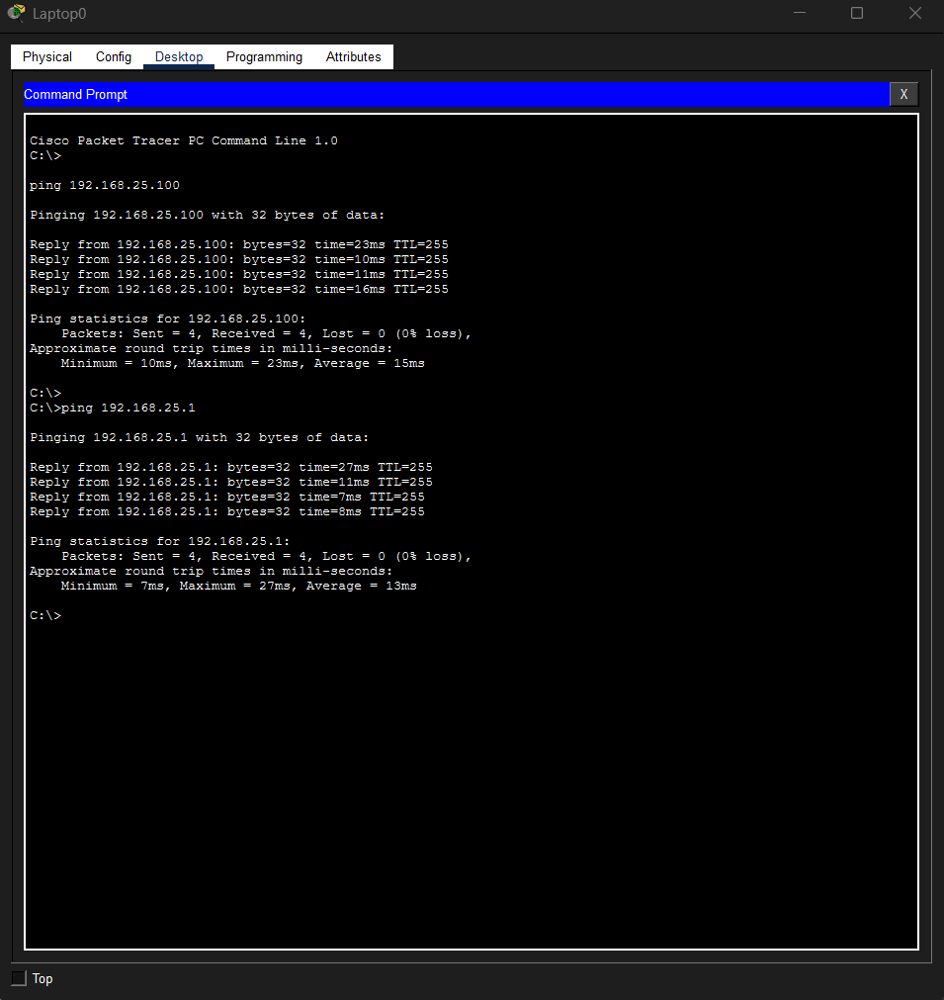 Laptop0
Physical Config Desktop Programming Attributes
Command Prompt X
Cisco Packet Tracer PC Command Line 1.0
C:\>
ping 192.168.25.100
Pinging 192.168.25.100 with 32 bytes of data:
Reply from 192.168.25.100: bytes=32 time=23ms TTL=255
Reply from 192.168.25.100: bytes=32 time=10ms TTL=255
Reply from 192.168.25.100: bytes=32 time=11ms TTL=255
Reply from 192.168.25.100: bytes=32 time=16ms TTL=255
Ping statistics for 192.168.25.100:
Packets: Sent = 4, Received = 4, Lost = 0 (0% loss),
Approximate round trip times in milli-seconds:
Minimum = 10ms, Maximum = 23ms, Average = 15ms
C:\>
C:\>ping 192.168.25.1
Pinging 192.168.25.1 with 32 bytes of data:
Reply from 192.168.25.1: bytes=32 time=27ms TTL=255
Reply from 192.168.25.1: bytes=32 time=11ms TTL=255
Reply from 192.168.25.1: bytes=32 time=7ms TTL=255
Reply from 192.168.25.1: bytes=32 time=8ms TTL=255
Ping statistics for 192.168.25.1:
Packets: Sent = 4, Received = 4, Lost = 0 (0% loss),
Approximate round trip times in milli-seconds:
Minimum = 7ms, Maximum = 27ms, Average = 13ms
C:\>
Top